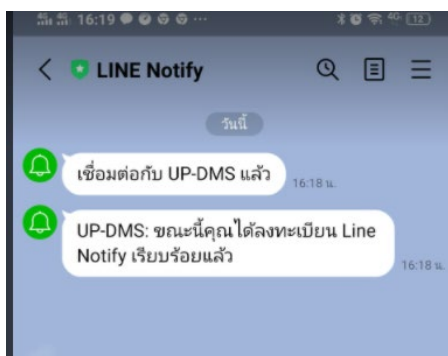 16:19
4G 12
LINE Notify
วันนี้
เชื่อมต่อกับ UP-DMS แล้ว
16:18 น.
UP-DMS: ขณะนี้คุณได้ลงทะเบียน Line
Notify เรียบร้อยแล้ว
16:18 น.